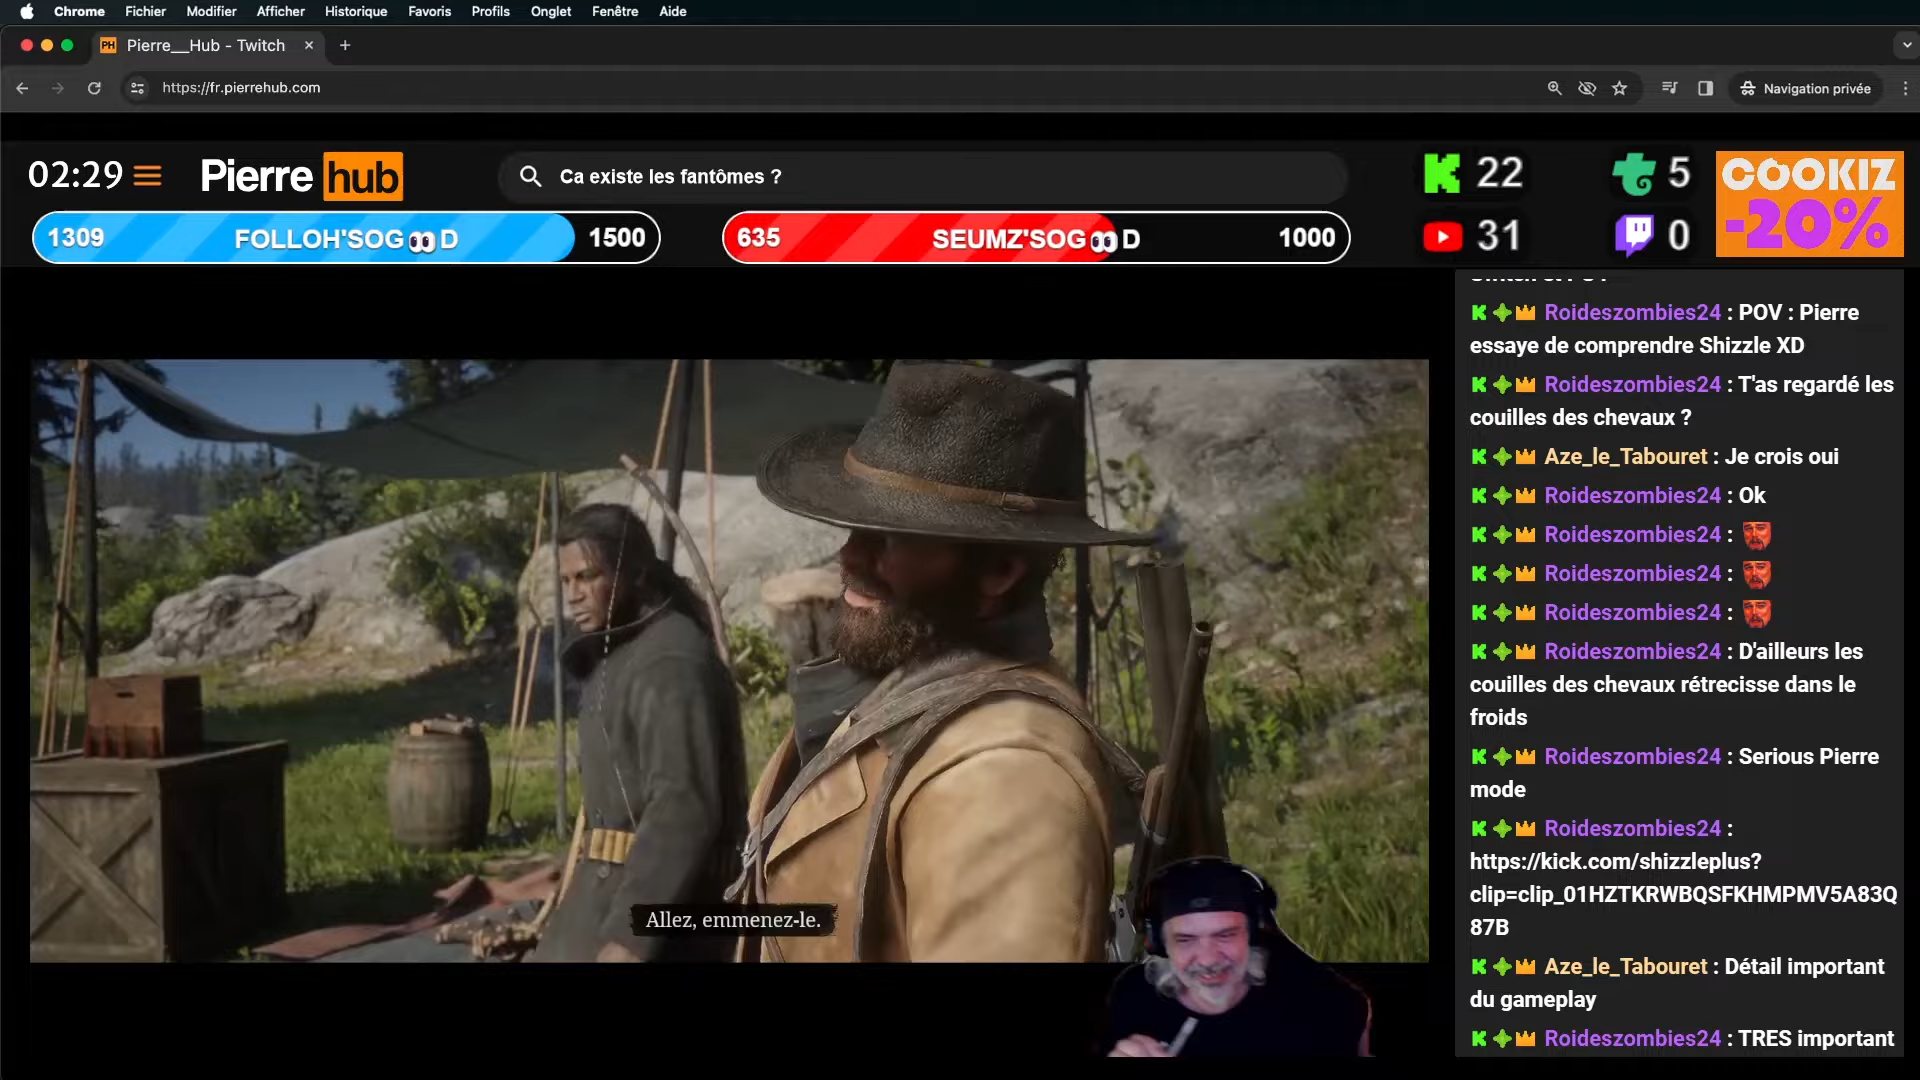 Chrome Fichier Modifier Afficher Historique Favoris Profils Onglet Fenêtre Aide
PH Pierre__Hub - Twitch
https://fr.pierrehub.com
Navigation privée
02:29 Pierre hub
Ca existe les fantômes ?
22 5
COOKIZ
-20%
1309 FOLLOH'SOG👀D 1500
635 SEUMZ'SOG👀D 1000
31 0
Roideszombies24 : POV : Pierre
essaye de comprendre Shizzle XD
Roideszombies24 : T'as regardé les
couilles des chevaux ?
Aze_le_Tabouret : Je crois oui
Roideszombies24 : Ok
Roideszombies24 :
Roideszombies24 :
Roideszombies24 :
Roideszombies24 : D'ailleurs les
couilles des chevaux rétrecisse dans le
froids
Roideszombies24 : Serious Pierre
mode
Roideszombies24 :
https://kick.com/shizzleplus?
clip=clip_01HZTKRWBQSFKHMPMV5A83Q
87B
Aze_le_Tabouret : Détail important
du gameplay
Roideszombies24 : TRES important
Allez, emmenez-le.